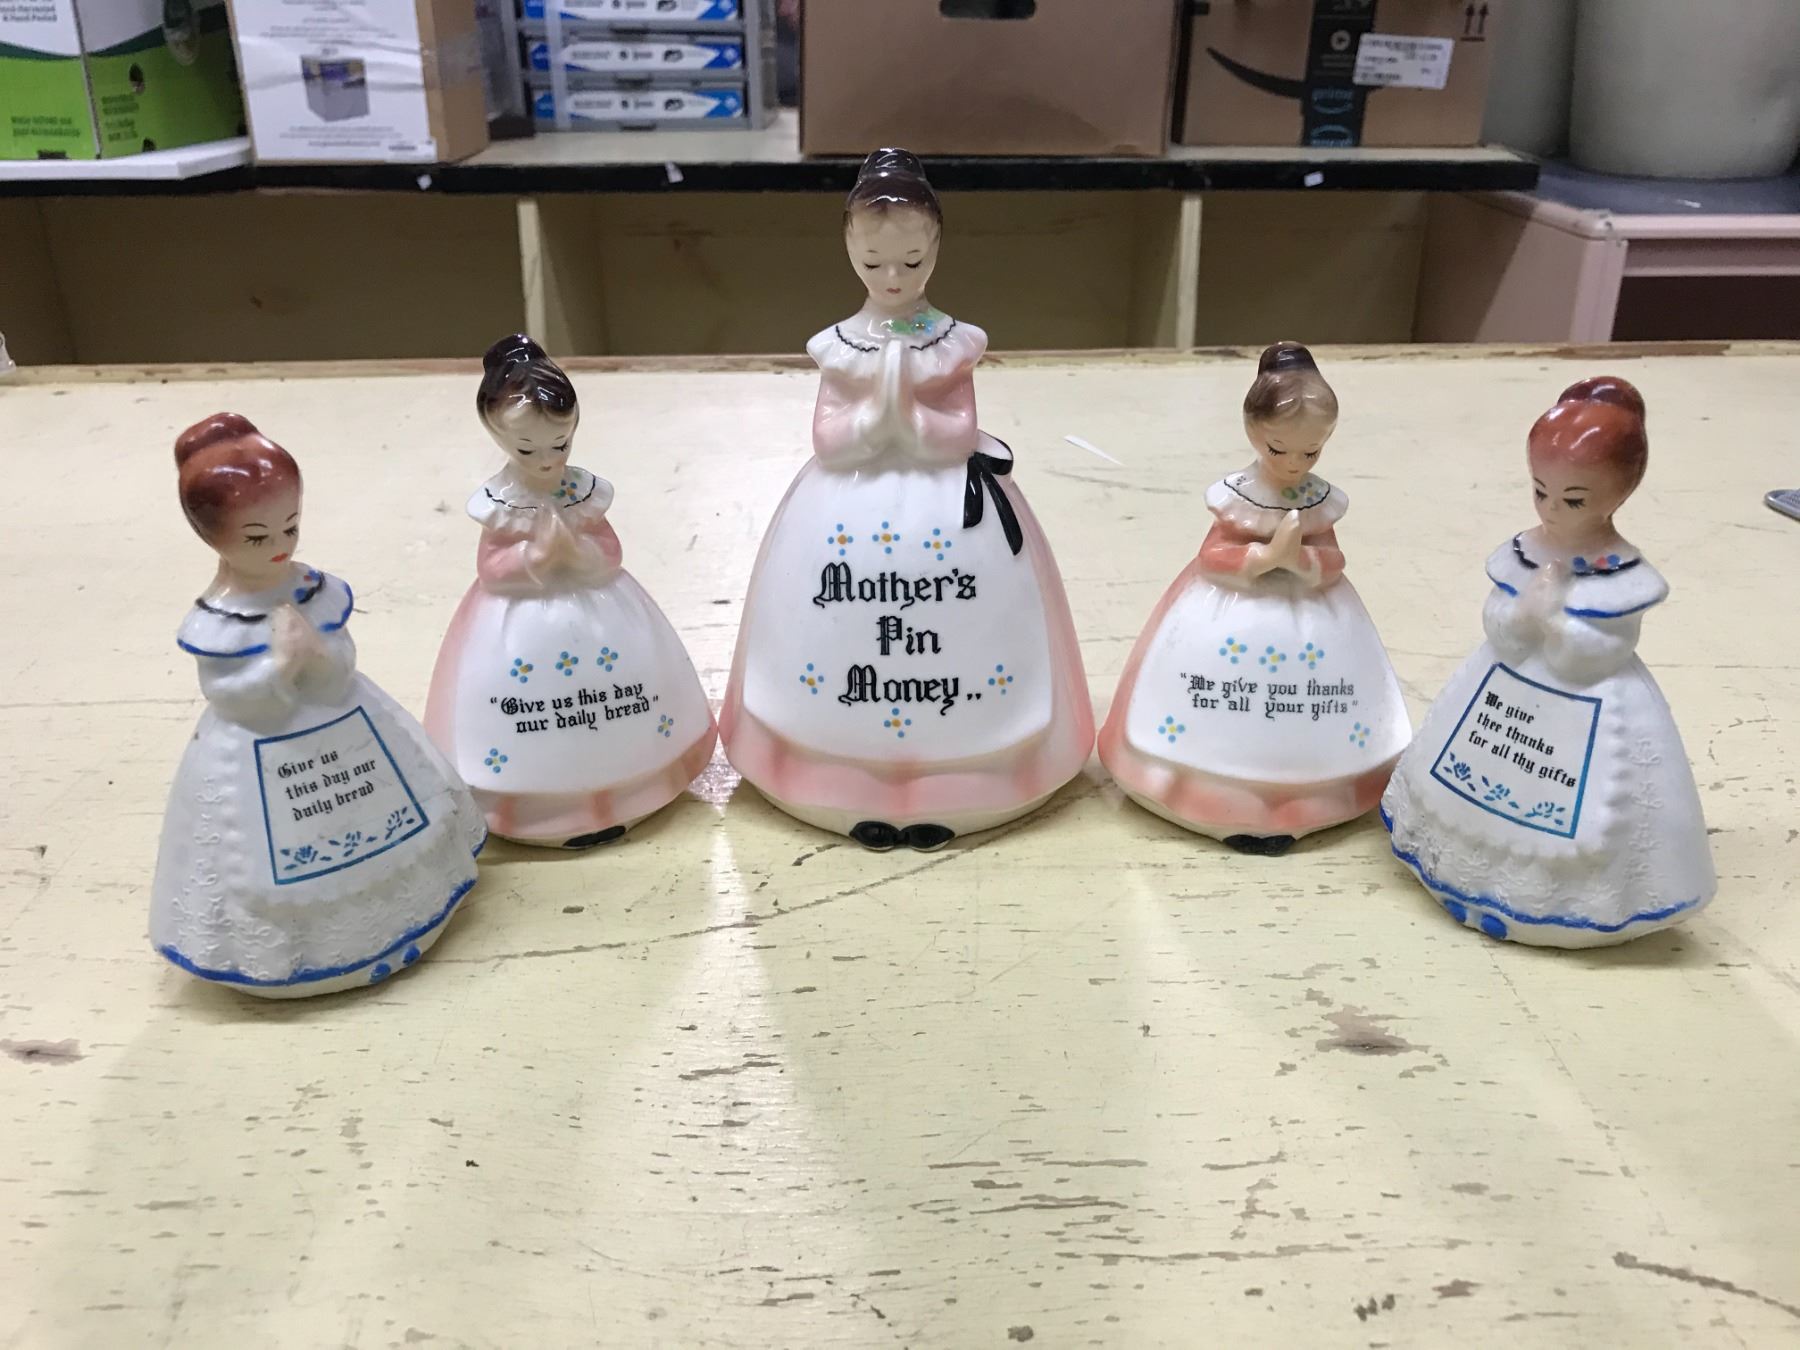 prime
Give us
this day our
daily bread
"Give us this day
our daily bread"
Mother's
Pin
Money..
"We give you thanks
for all your gifts"
We give
thee thanks
for all thy gifts